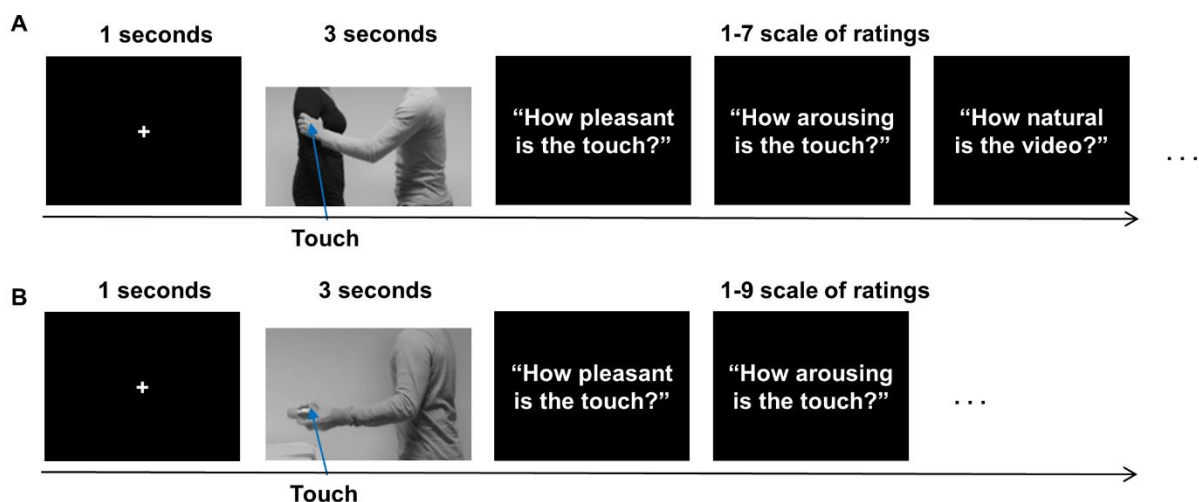 A
1 seconds
3 seconds
1-7 scale of ratings
+
“How pleasant
is the touch?”
“How arousing
is the touch?”
“How natural
is the video?”
. . .
Touch
B
1 seconds
3 seconds
1-9 scale of ratings
+
“How pleasant
is the touch?”
“How arousing
is the touch?”
. . .
Touch